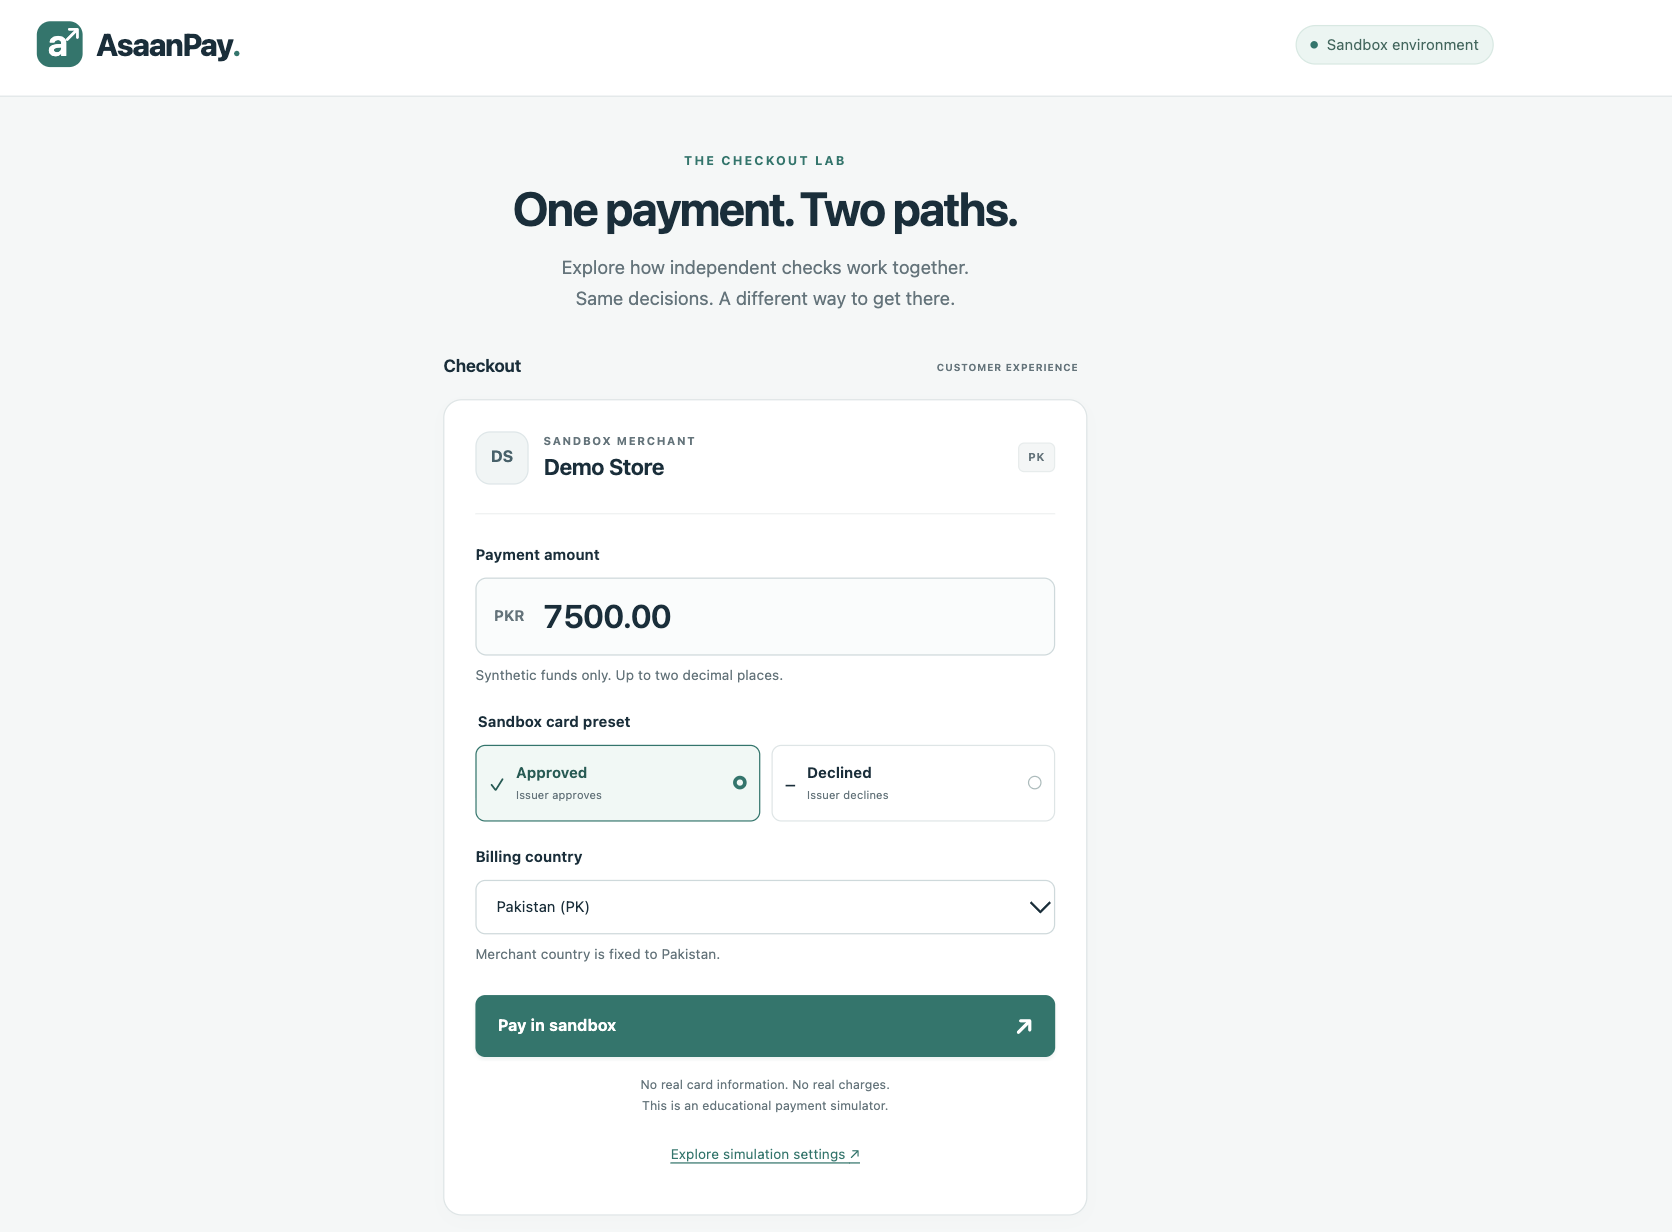 a
AsaanPay.
Sandbox environment
THE CHECKOUT LAB
One payment. Two paths.
Explore how independent checks work together.
Same decisions. A different way to get there.
Checkout
CUSTOMER EXPERIENCE
DS
SANDBOX MERCHANT
Demo Store
PK
Payment amount
PKR 7500.00
Synthetic funds only. Up to two decimal places.
Sandbox card preset
Approved
Issuer approves
Declined
Issuer declines
Billing country
Pakistan (PK)
Merchant country is fixed to Pakistan.
Pay in sandbox
No real card information. No real charges.
This is an educational payment simulator.
Explore simulation settings ↗